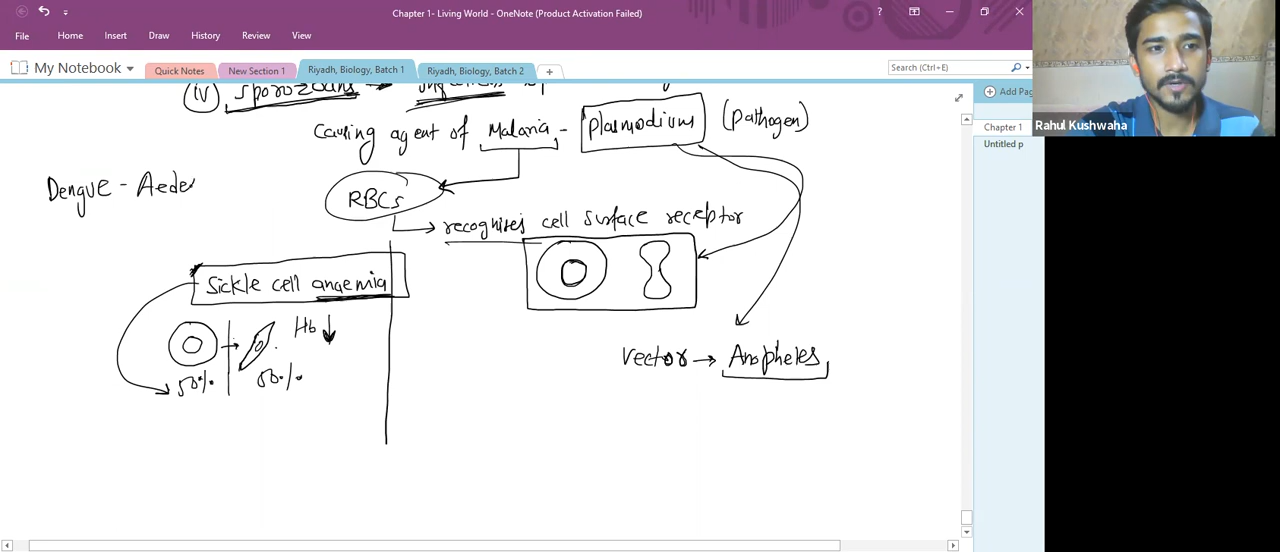 Chapter 1- Living World - OneNote (Product Activation Failed)
?
File Home Insert Draw History Review View
My Notebook
Quick Notes
New Section 1
Riyadh, Biology, Batch 1
Riyadh, Biology, Batch 2
Search (Ctrl+E)
Add Pag
Chapter 1
Untitled p
Rahul Kushwaha
(iv) Sporozoans
Causing agent of Malaria - Plasmodium (pathogen)
Dengue - Aedes
RBCs
recognises cell surface receptor
Sickle cell anaemia
Hb
50% 50%
Vector → Anopheles